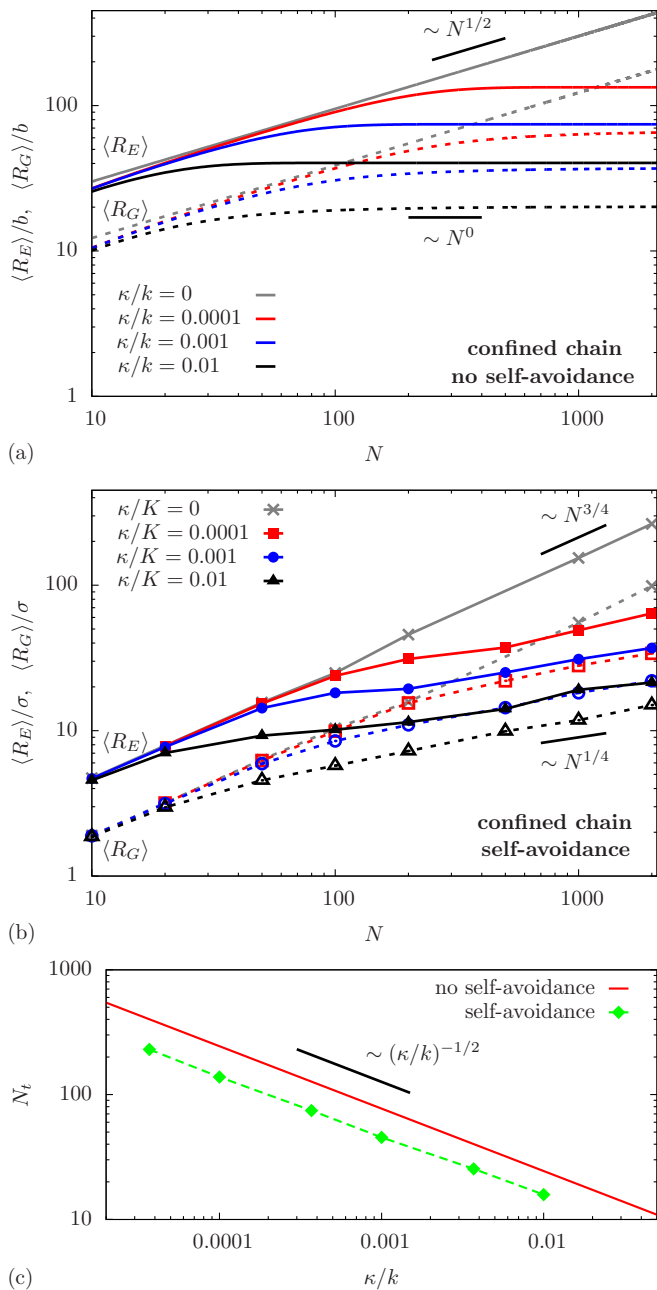 ∼ N^{1/2}
100
⟨R_E⟩
⟨R_G⟩
10
∼ N^0
⟨R_E⟩/b, ⟨R_G⟩/b
κ/k = 0
κ/k = 0.0001
κ/k = 0.001
κ/k = 0.01
confined chain
no self-avoidance
1
10 100 1000
(a) N
κ/K = 0
κ/K = 0.0001
κ/K = 0.001
κ/K = 0.01
∼ N^{3/4}
100
⟨R_E⟩/σ, ⟨R_G⟩/σ
10
⟨R_E⟩
∼ N^{1/4}
⟨R_G⟩
confined chain
self-avoidance
1
10 100 1000
(b) N
1000
no self-avoidance
self-avoidance
∼ (κ/k)^{−1/2}
N_t
100
10
0.0001 0.001 0.01
(c) κ/k